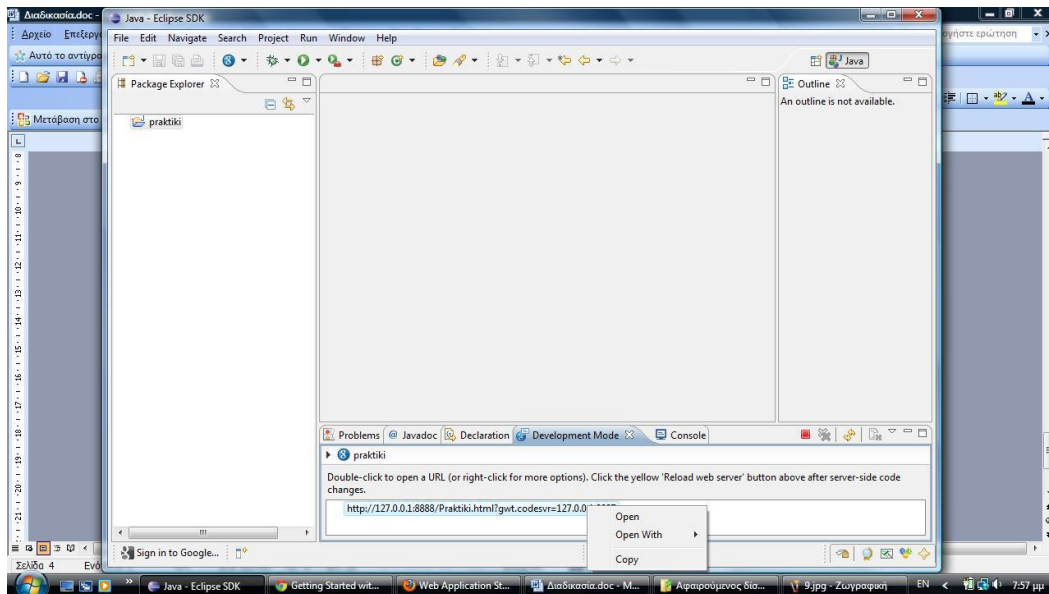 Διαδικασία.doc -
Java - Eclipse SDK
Αρχείο Επεξεργ
File Edit Navigate Search Project Run Window Help
ογήστε ερώτηση
Αυτό το αντίγρα
Java
Package Explorer
Outline
An outline is not available.
Μετάβαση στο
praktiki
Problems @ Javadoc Declaration Development Mode Console
praktiki
Double-click to open a URL (or right-click for more options). Click the yellow 'Reload web server' button above after server-side code
changes.
http://127.0.0.1:8888/Praktiki.html?gwt.codesvr=127.0.0
Open
Open With
Copy
Sign in to Google...
Σελίδα 4 Ενό
Java - Eclipse SDK Getting Started wit... Web Application St... Διαδικασία.doc - M... Αφαιρούμενος δίσ... 9.jpg - Ζωγραφική EN 7:57 μμ